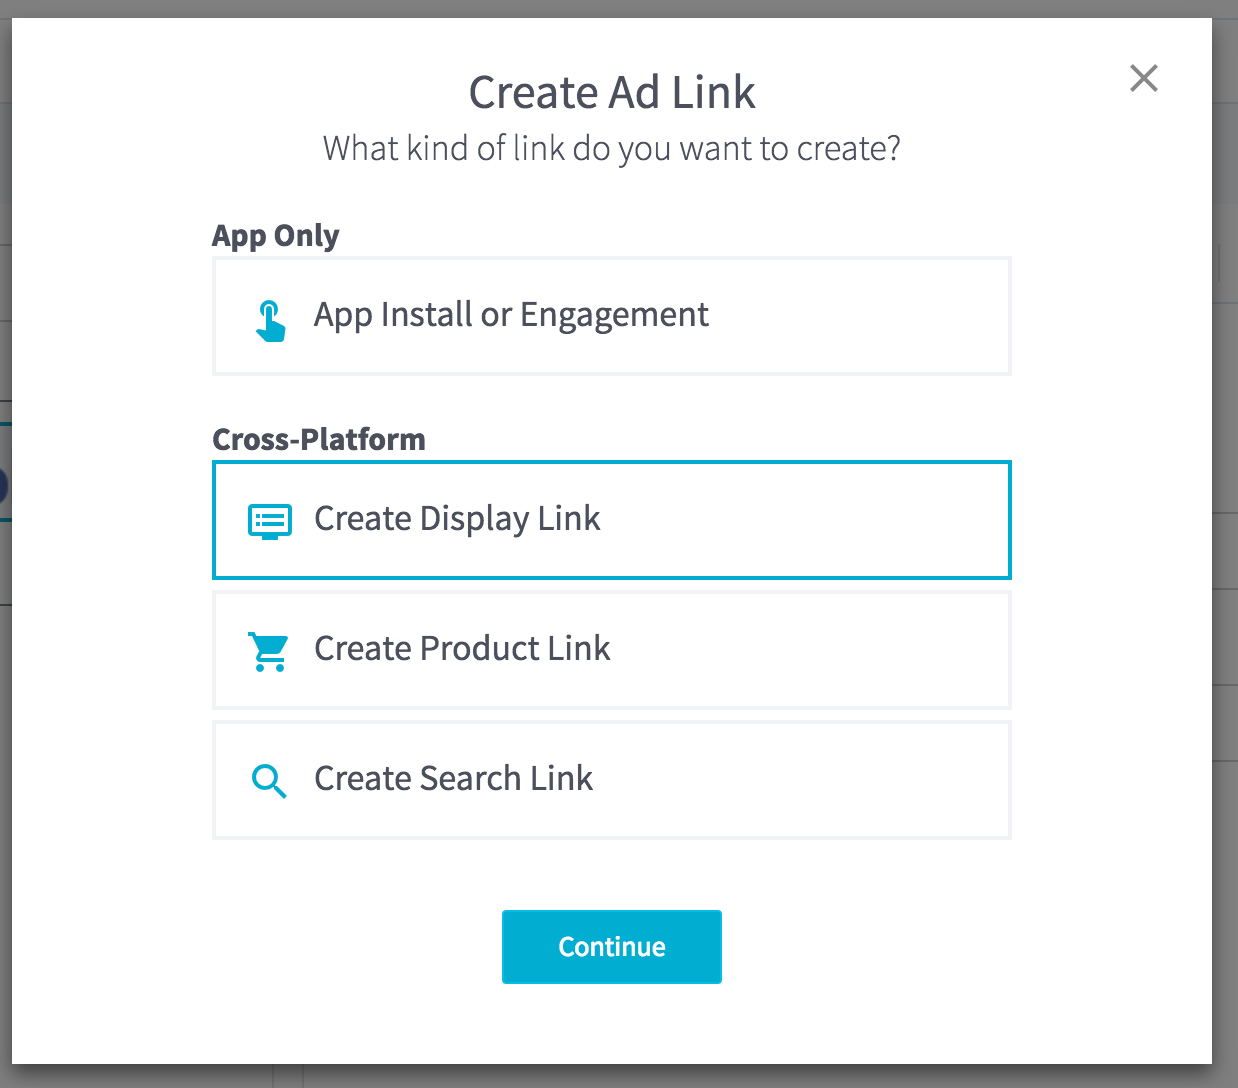 Create Ad Link
What kind of link do you want to create?
App Only
App Install or Engagement
Cross-Platform
Create Display Link
Create Product Link
Create Search Link
Continue